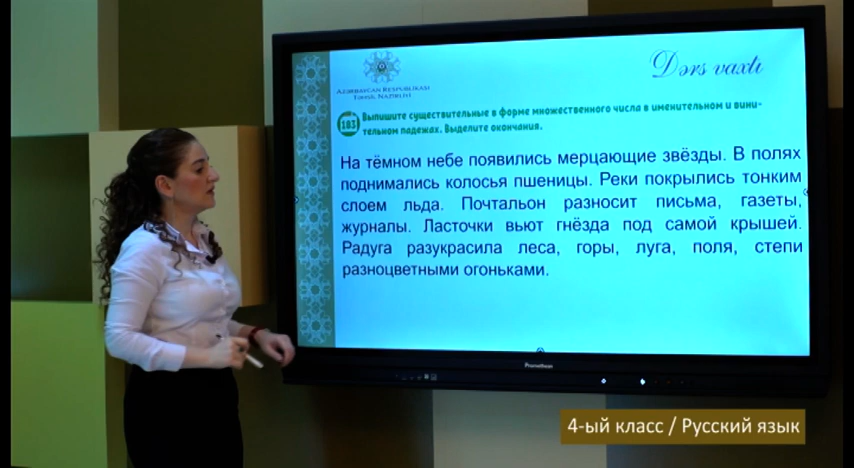 Dərs vaxtı
AZƏRBAYCAN RESPUBLIKASI
TƏHSIL NAZIRLIYI
183 Выпишите существительные в форме множественного числа в именительном и вини-
тельном падежах. Выделите окончания.
На тёмном небе появились мерцающие звёзды. В полях
поднимались колосья пшеницы. Реки покрылись тонким
слоем льда. Почтальон разносит письма, газеты,
журналы. Ласточки вьют гнёзда под самой крышей.
Радуга разукрасила леса, горы, луга, поля, степи
разноцветными огоньками.
Promethean
4-ый класс / Русский язык